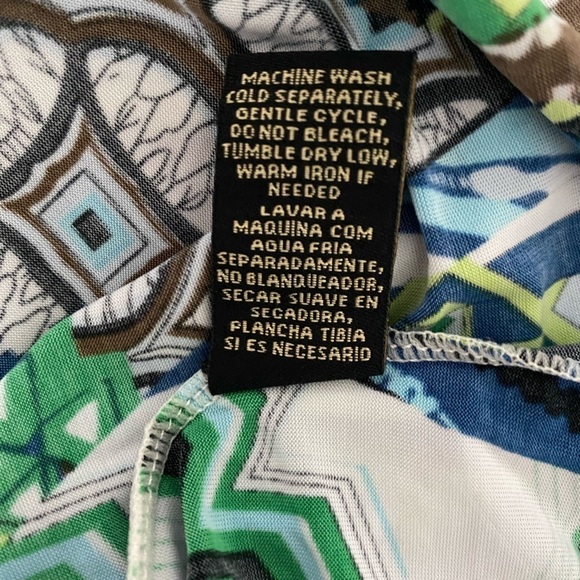 MACHINE WASH
COLD SEPARATELY,
GENTLE CYCLE,
DO NOT BLEACH,
TUMBLE DRY LOW,
WARM IRON IF
NEEDED
LAVAR A
MAQUINA COM
AGUA FRIA
SEPARADAMENTE,
NO BLANQUEADOR,
SECAR SUAVE EN
SECADORA,
PLANCHA TIBIA
SI ES NECESARIO